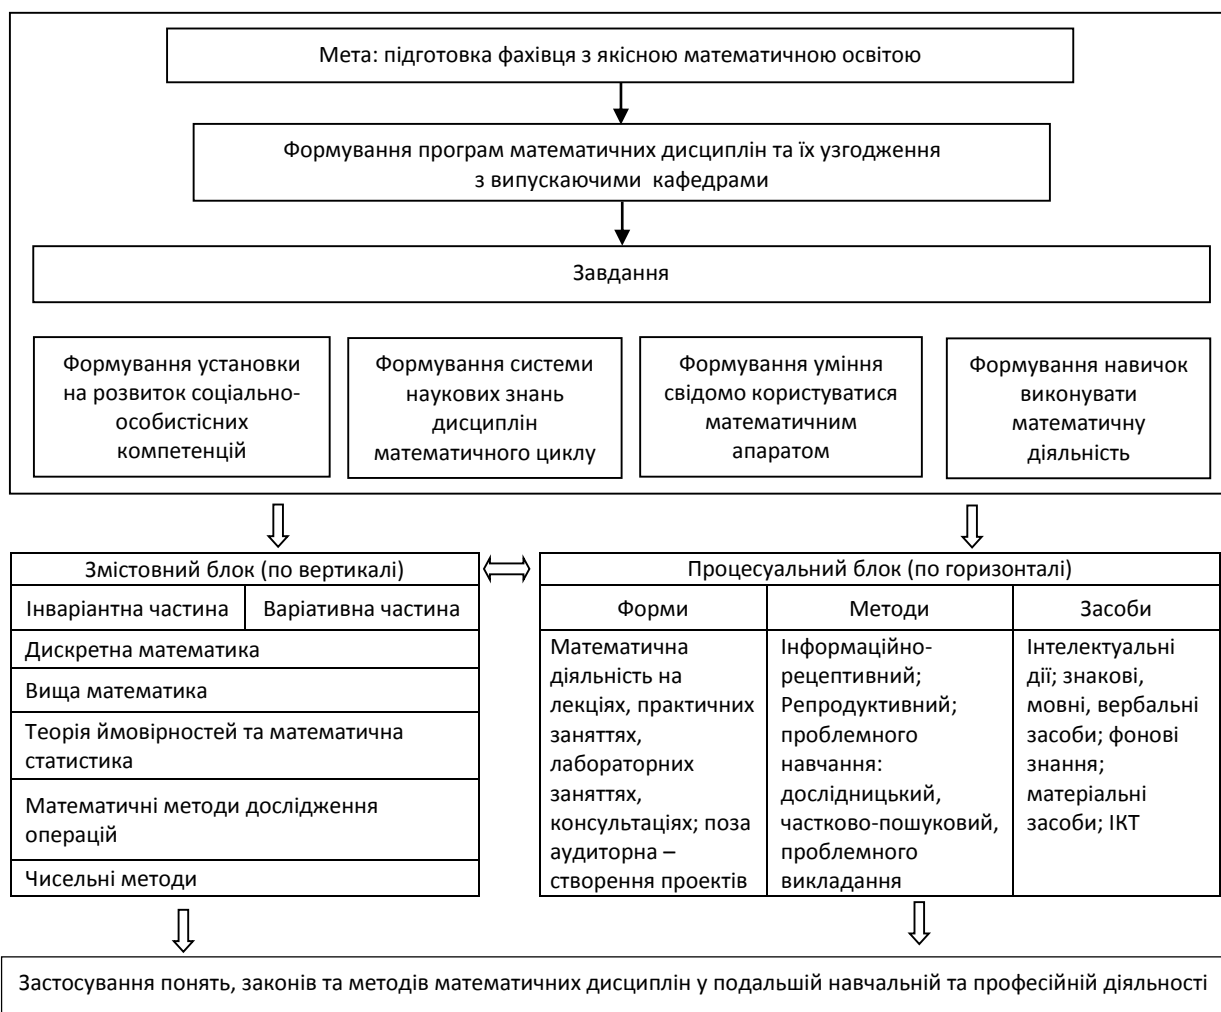 Мета: підготовка фахівця з якісною математичною освітою
Формування програм математичних дисциплін та їх узгодження
з випускаючими кафедрами
Завдання
Формування установки
на розвиток соціально-
особистісних
компетенцій
Формування системи
наукових знань
дисциплін
математичного циклу
Формування уміння
свідомо користуватися
математичним
апаратом
Формування навичок
виконувати
математичну
діяльність
Змістовний блок (по вертикалі)
Інваріантна частина
Варіативна частина
Дискретна математика
Вища математика
Теорія ймовірностей та математична
статистика
Математичні методи дослідження
операцій
Чисельні методи
Процесуальний блок (по горизонталі)
Форми
Методи
Засоби
Математична
діяльність на
лекціях, практичних
заняттях,
лабораторних
заняттях,
консультаціях; поза
аудиторна –
створення проектів
Інформаційно-
рецептивний;
Репродуктивний;
проблемного
навчання:
дослідницький,
частково-пошуковий,
проблемного
викладання
Інтелектуальні
дії; знакові,
мовні, вербальні
засоби; фонові
знання;
матеріальні
засоби; ІКТ
Застосування понять, законів та методів математичних дисциплін у подальшій навчальній та професійній діяльності